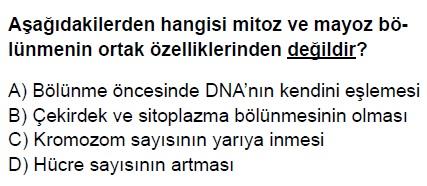 Aşağıdakilerden hangisi mitoz ve mayoz bö-
lünmenin ortak özelliklerinden değildir?
A) Bölünme öncesinde DNA'nın kendini eşlemesi
B) Çekirdek ve sitoplazma bölünmesinin olması
C) Kromozom sayısının yarıya inmesi
D) Hücre sayısının artması